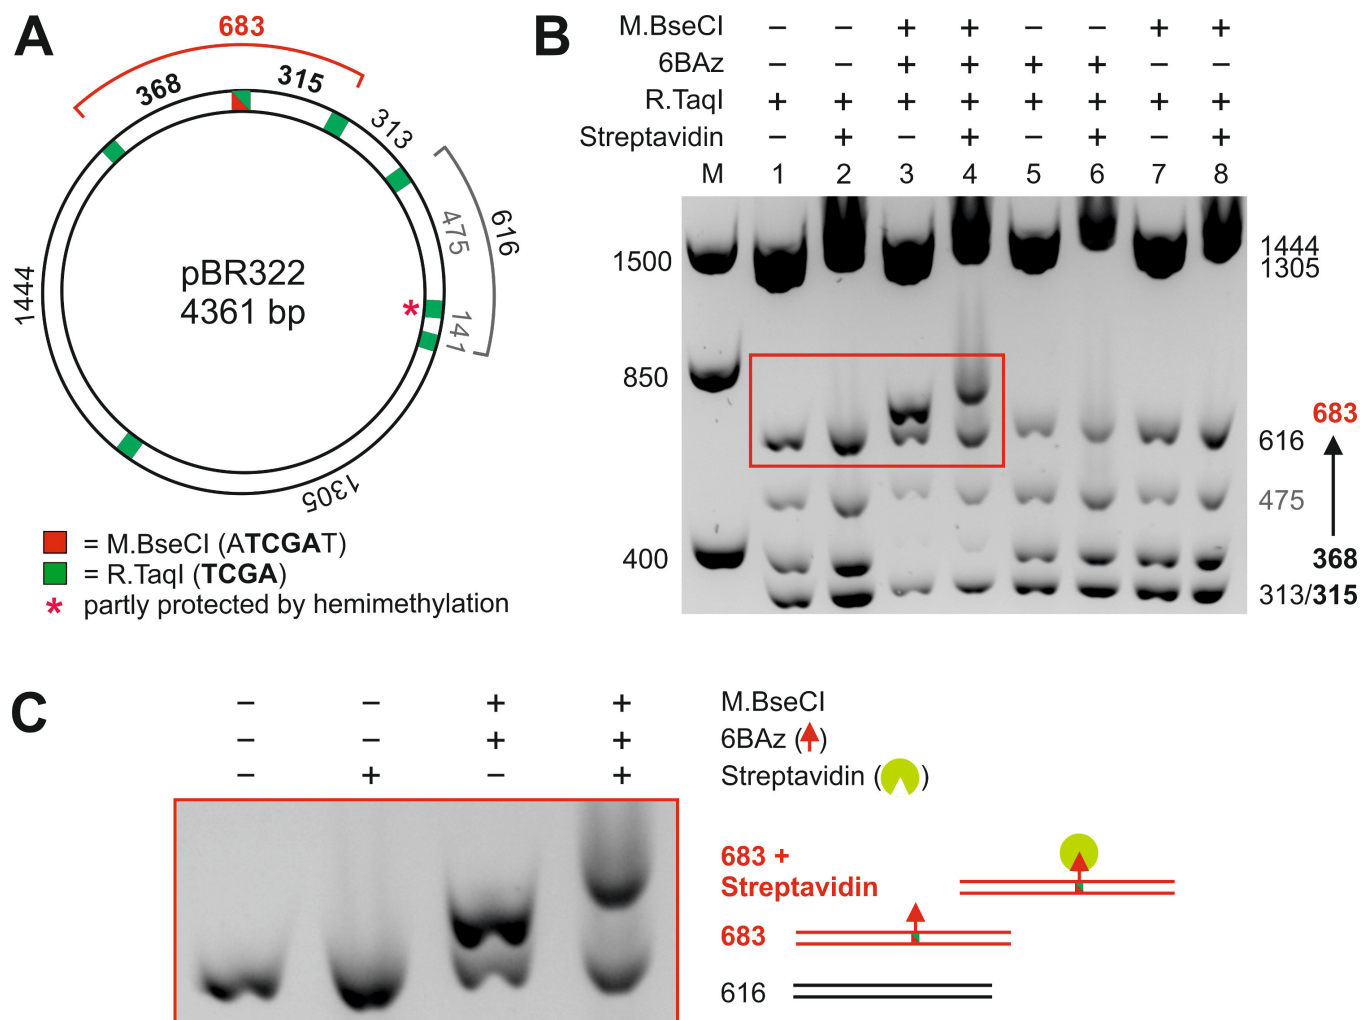 A
683
368
315
313
475
616
141
1444
1305
pBR322
4361 bp
= M.BseCI (ATCGAT)
= R.TaqI (TCGA)
* partly protected by hemimethylation
B
M.BseCI − − + + − − + +
6BAz − − + + + + − −
R.TaqI + + + + + + + +
Streptavidin − + − + − + − +
M 1 2 3 4 5 6 7 8
1500
850
400
1444
1305
683
616
475
368
313/315
C
− − + + M.BseCI
− − + + 6BAz ( )
− + − + Streptavidin ( )
683 +
Streptavidin
683
616